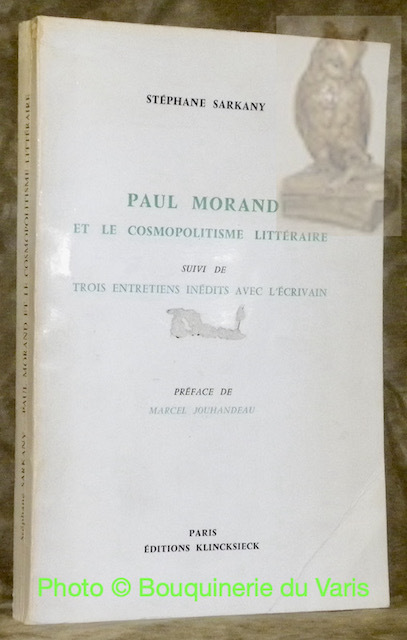 STÉPHANE SARKANY
PAUL MORAND
ET LE COSMOPOLITISME LITTÉRAIRE
SUIVI DE
TROIS ENTRETIENS INÉDITS AVEC L'ÉCRIVAIN
PRÉFACE DE
MARCEL JOUHANDEAU
PARIS
ÉDITIONS KLINCKSIECK
Stéphane SARKANY PAUL MORAND ET LE COSMOPOLITISME LITTÉRAIRE
Photo © Bouquinerie du Varis